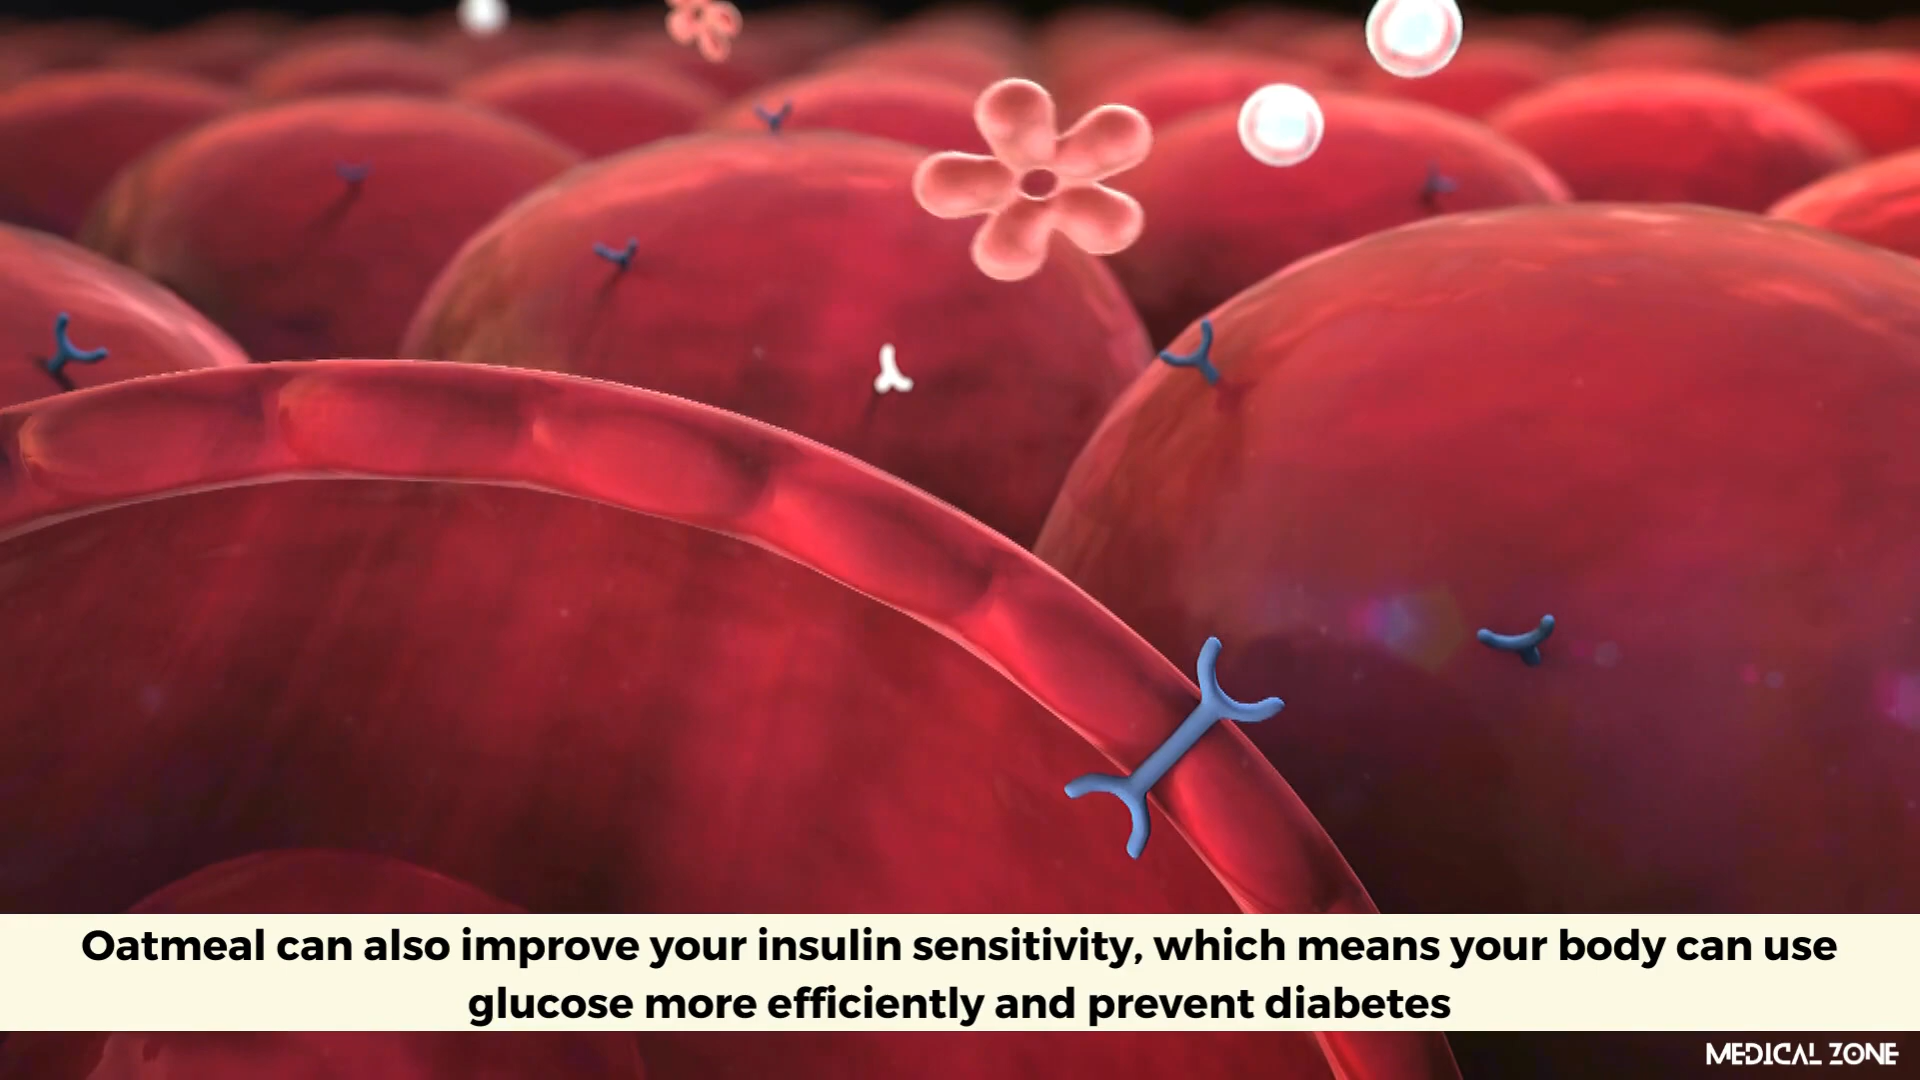 Oatmeal can also improve your insulin sensitivity, which means your body can use
glucose more efficiently and prevent diabetes
MEDICAL ZONE